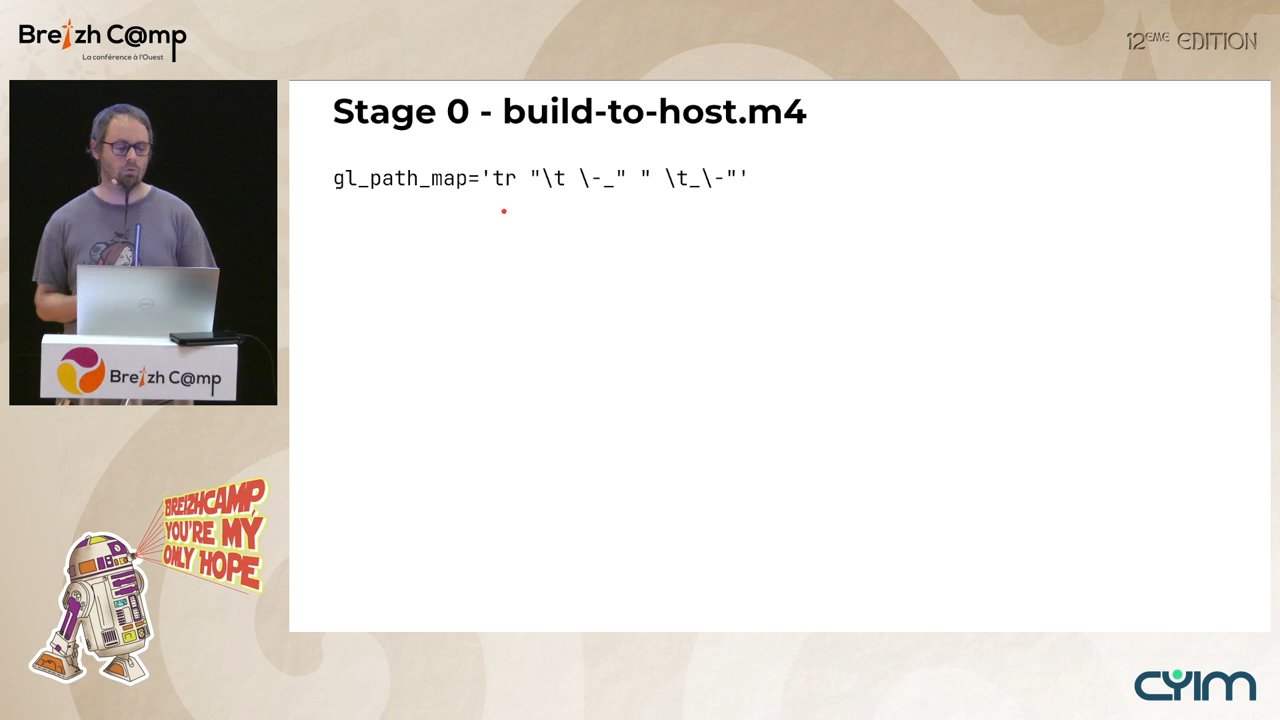 Breizh C@mp
La conférence à l'Ouest
12ÈME EDITION
Stage 0 - build-to-host.m4
gl_path_map='tr "\t \-_" " \t_\-"'
Breizh C@mp
BREIZHCAMP
YOU'RE MY
ONLY HOPE
CYIM